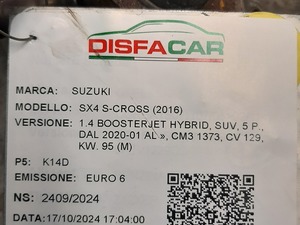 DISFACAR
MARCA: SUZUKI
MODELLO: SX4 S-CROSS (2016)
VERSIONE: 1.4 BOOSTERJET HYBRID, SUV, 5 P.,
DAL 2020-01 AL », CM3 1373, CV 129,
KW. 95 (M)
P5: K14D
EMISSIONE: EURO 6
NS: 2409/2024
DATA:17/10/2024 17:04:00